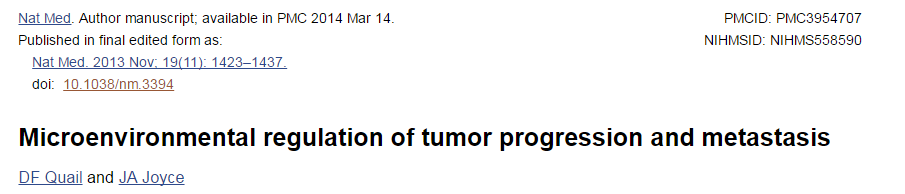 Nat Med. Author manuscript; available in PMC 2014 Mar 14.
PMCID: PMC3954707
Published in final edited form as:
NIHMSID: NIHMS558590
Nat Med. 2013 Nov; 19(11): 1423–1437.
doi: 10.1038/nm.3394
Microenvironmental regulation of tumor progression and metastasis
DF Quail and JA Joyce